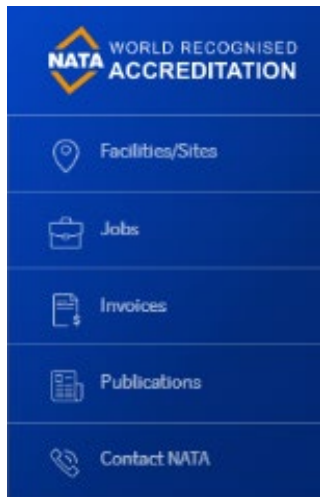 NATA
WORLD RECOGNISED
ACCREDITATION
Facilities/Sites
Jobs
Invoices
Publications
Contact NATA